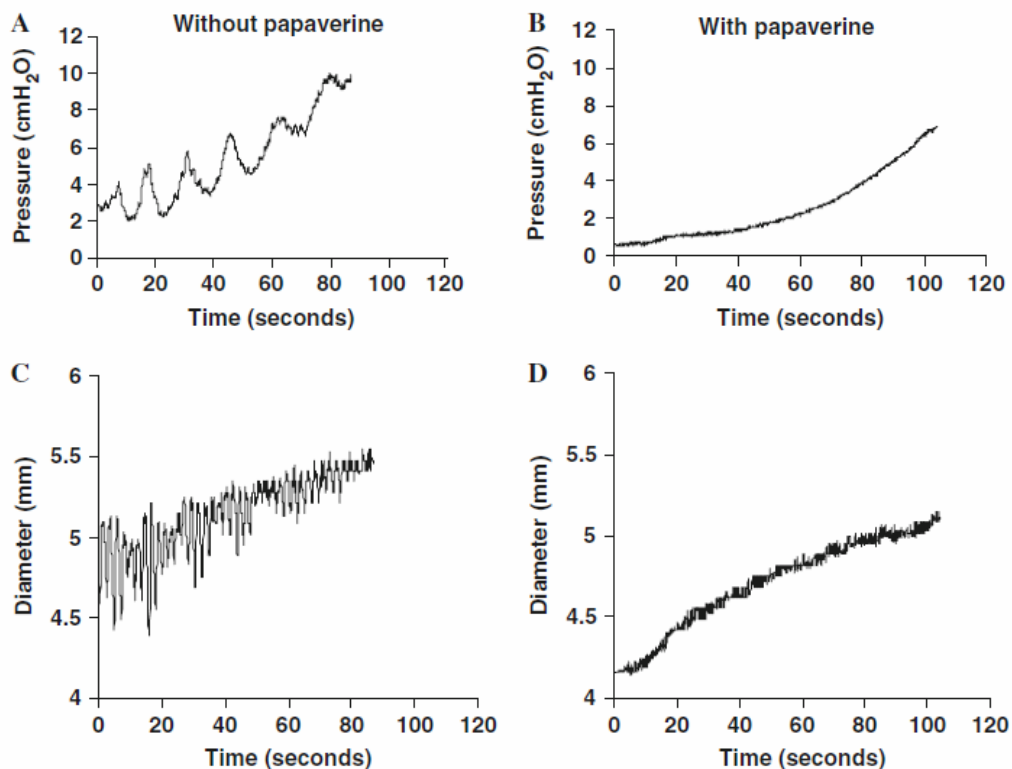 A
Without papaverine
12
10
8
6
4
2
0
Pressure (cmH2O)
0 20 40 60 80 100 120
Time (seconds)
B
With papaverine
12
10
8
6
4
2
0
Pressure (cmH2O)
0 20 40 60 80 100 120
Time (seconds)
C
6
5.5
5
4.5
4
Diameter (mm)
0 20 40 60 80 100 120
Time (seconds)
D
6
5.5
5
4.5
4
Diameter (mm)
0 20 40 60 80 100 120
Time (seconds)